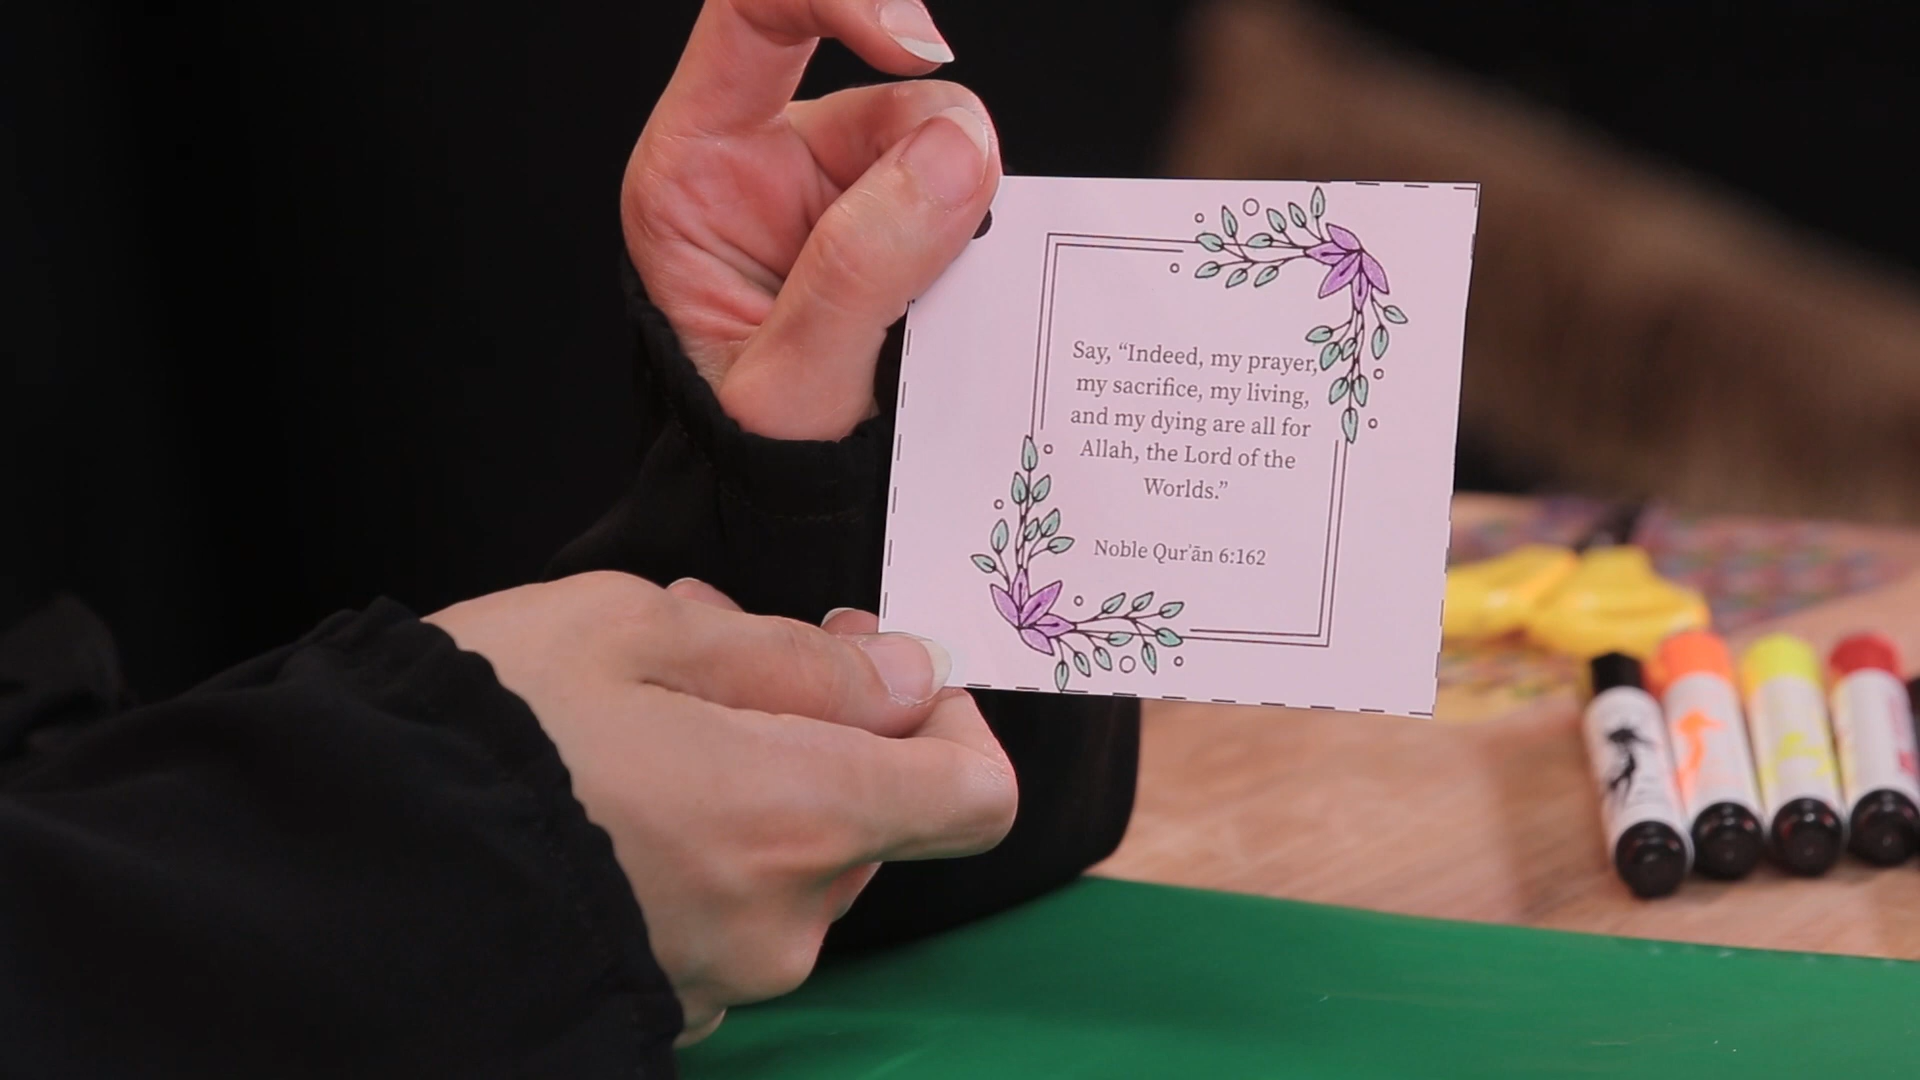 Say, “Indeed, my prayer,
my sacrifice, my living,
and my dying are all for
Allah, the Lord of the
Worlds.”
Noble Qur’ãn 6:162